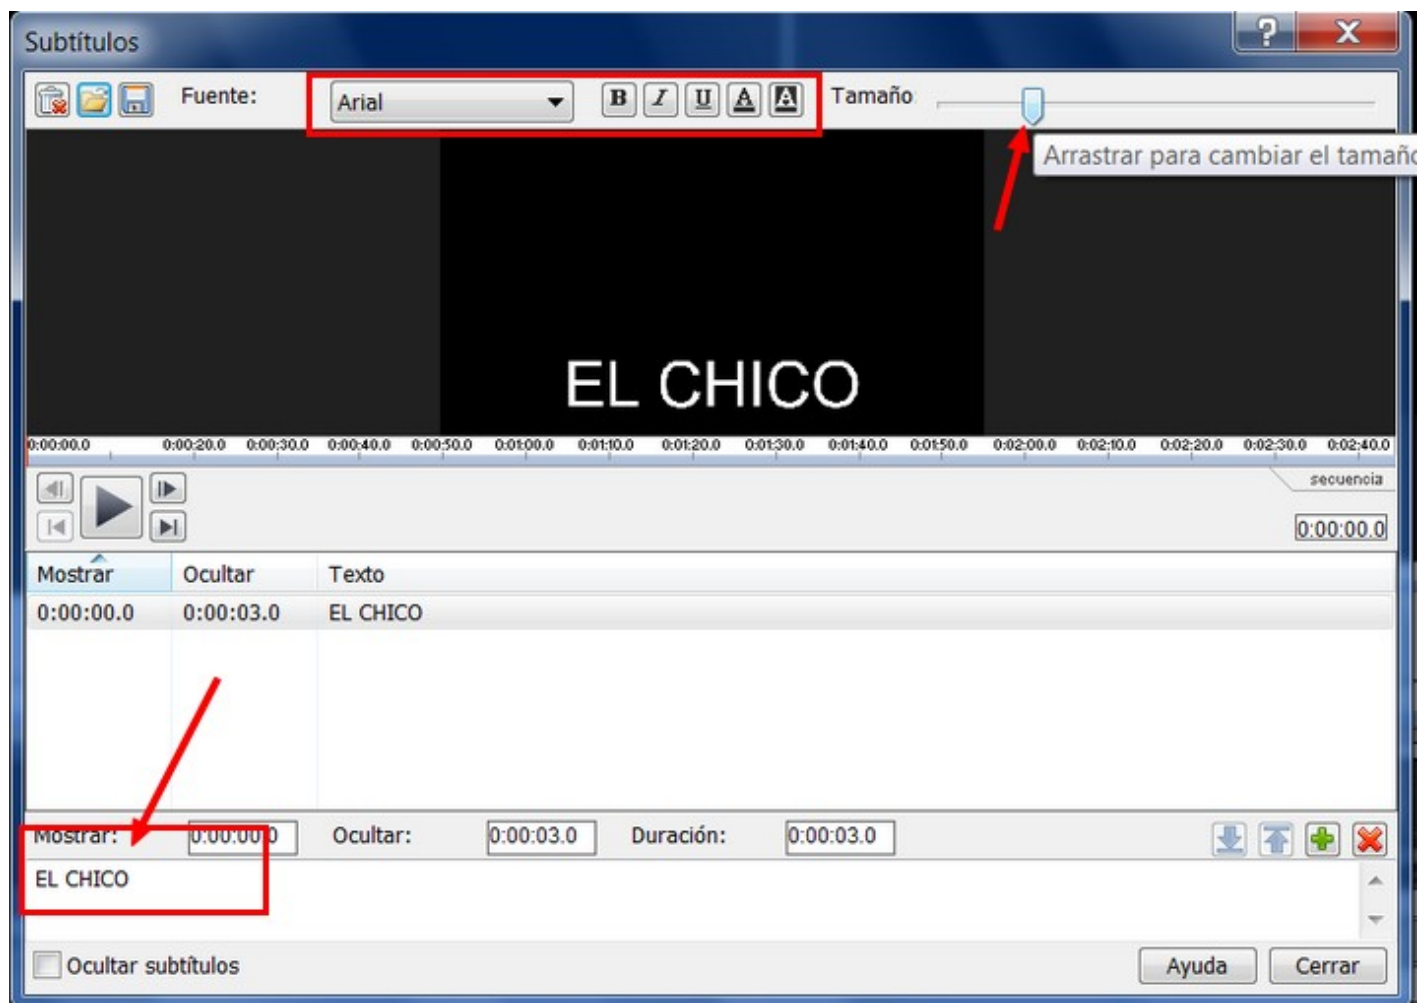 Subtítulos
Fuente: Arial B I U A A Tamaño
Arrastrar para cambiar el tamaño
EL CHICO
0:00:00.0 0:00:20.0 0:00:30.0 0:00:40.0 0:00:50.0 0:01:00.0 0:01:10.0 0:01:20.0 0:01:30.0 0:01:40.0 0:01:50.0 0:02:00.0 0:02:10.0 0:02:20.0 0:02:30.0 0:02:40.0
secuencia
0:00:00.0
Mostrar Ocultar Texto
0:00:00.0 0:00:03.0 EL CHICO
Mostrar: 0:00:00.0 Ocultar: 0:00:03.0 Duración: 0:00:03.0
EL CHICO
Ocultar subtítulos Ayuda Cerrar